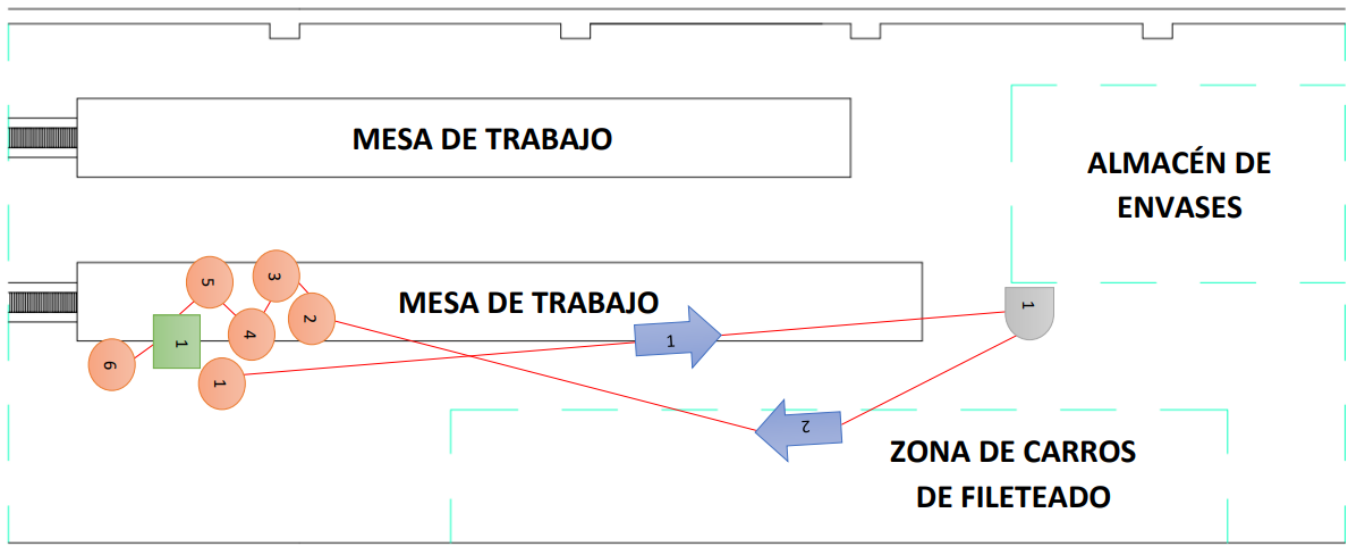 MESA DE TRABAJO
ALMACÉN DE
ENVASES
MESA DE TRABAJO
5
3
4
2
1
6
1
1
1
2
ZONA DE CARROS
DE FILETEADO